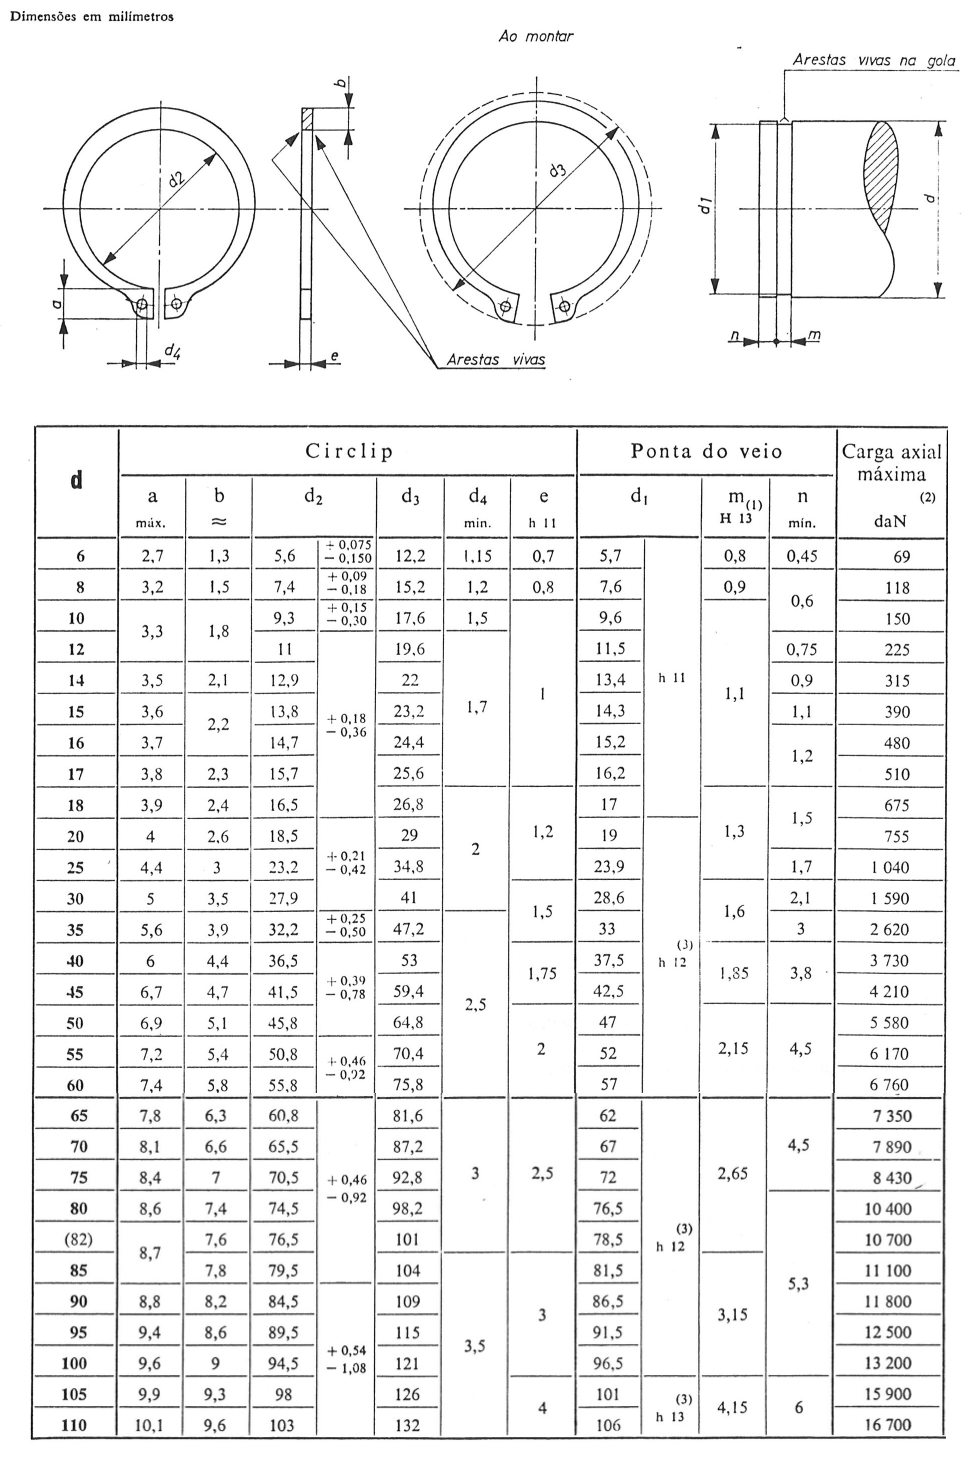 Dimensões em milímetros
Ao montar
Arestas vivas na gola
b
d2
d3
d1
d
a
d4
e
Arestas vivas
n
m
d
Circlip
Ponta do veio
Carga axial máxima (2) daN
a máx.
b ≈
d2
d3
d4 min.
e h 11
d1
m(1) H 13
n mín.
6 2,7 1,3 5,6 + 0,075 − 0,150 12,2 1,15 0,7 5,7 0,8 0,45 69
8 3,2 1,5 7,4 + 0,09 − 0,18 15,2 1,2 0,8 7,6 0,9 0,6 118
10 3,3 1,8 9,3 + 0,15 − 0,30 17,6 1,5 9,6 150
12 11 19,6 11,5 0,75 225
14 3,5 2,1 12,9 22 1,7 1 13,4 h 11 1,1 0,9 315
15 3,6 2,2 13,8 + 0,18 − 0,36 23,2 14,3 1,1 390
16 3,7 14,7 24,4 15,2 1,2 480
17 3,8 2,3 15,7 25,6 16,2 510
18 3,9 2,4 16,5 26,8 17 1,5 675
20 4 2,6 18,5 29 2 1,2 19 1,3 755
25 4,4 3 23,2 + 0,21 − 0,42 34,8 23,9 1,7 1 040
30 5 3,5 27,9 41 1,5 28,6 1,6 2,1 1 590
35 5,6 3,9 32,2 + 0,25 − 0,50 47,2 33 3 2 620
40 6 4,4 36,5 53 1,75 37,5 (3) h 12 1,85 3,8 3 730
45 6,7 4,7 41,5 + 0,39 − 0,78 59,4 2,5 42,5 4 210
50 6,9 5,1 45,8 64,8 47 5 580
55 7,2 5,4 50,8 + 0,46 − 0,92 70,4 2 52 2,15 4,5 6 170
60 7,4 5,8 55,8 75,8 57 6 760
65 7,8 6,3 60,8 81,6 62 7 350
70 8,1 6,6 65,5 87,2 67 4,5 7 890
75 8,4 7 70,5 + 0,46 − 0,92 92,8 3 2,5 72 2,65 8 430
80 8,6 7,4 74,5 98,2 76,5 10 400
(82) 8,7 7,6 76,5 101 78,5 (3) h 12 10 700
85 7,8 79,5 104 81,5 5,3 11 100
90 8,8 8,2 84,5 109 3 86,5 3,15 11 800
95 9,4 8,6 89,5 115 3,5 91,5 12 500
100 9,6 9 94,5 + 0,54 − 1,08 121 96,5 13 200
105 9,9 9,3 98 126 4 101 (3) h 13 4,15 6 15 900
110 10,1 9,6 103 132 106 16 700